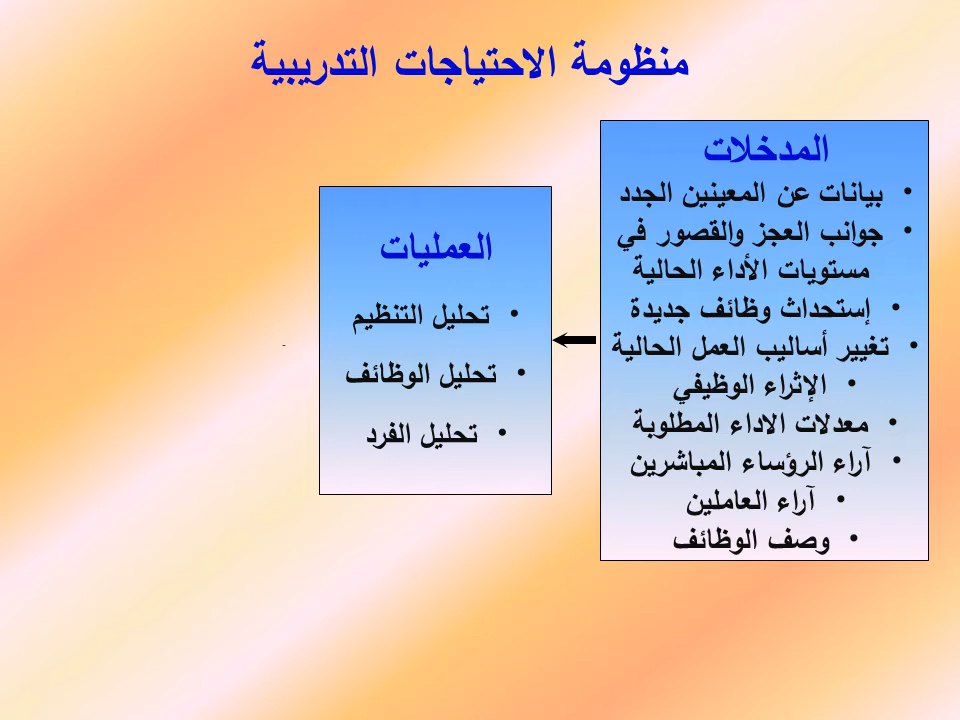 منظومة الاحتياجات التدريبية
المدخلات
• بيانات عن المعينين الجدد
• جوانب العجز والقصور في
مستويات الأداء الحالية
• إستحداث وظائف جديدة
• تغيير أساليب العمل الحالية
• الإثراء الوظيفي
• معدلات الاداء المطلوبة
• آراء الرؤساء المباشرين
• آراء العاملين
• وصف الوظائف
العمليات
• تحليل التنظيم
• تحليل الوظائف
• تحليل الفرد
-